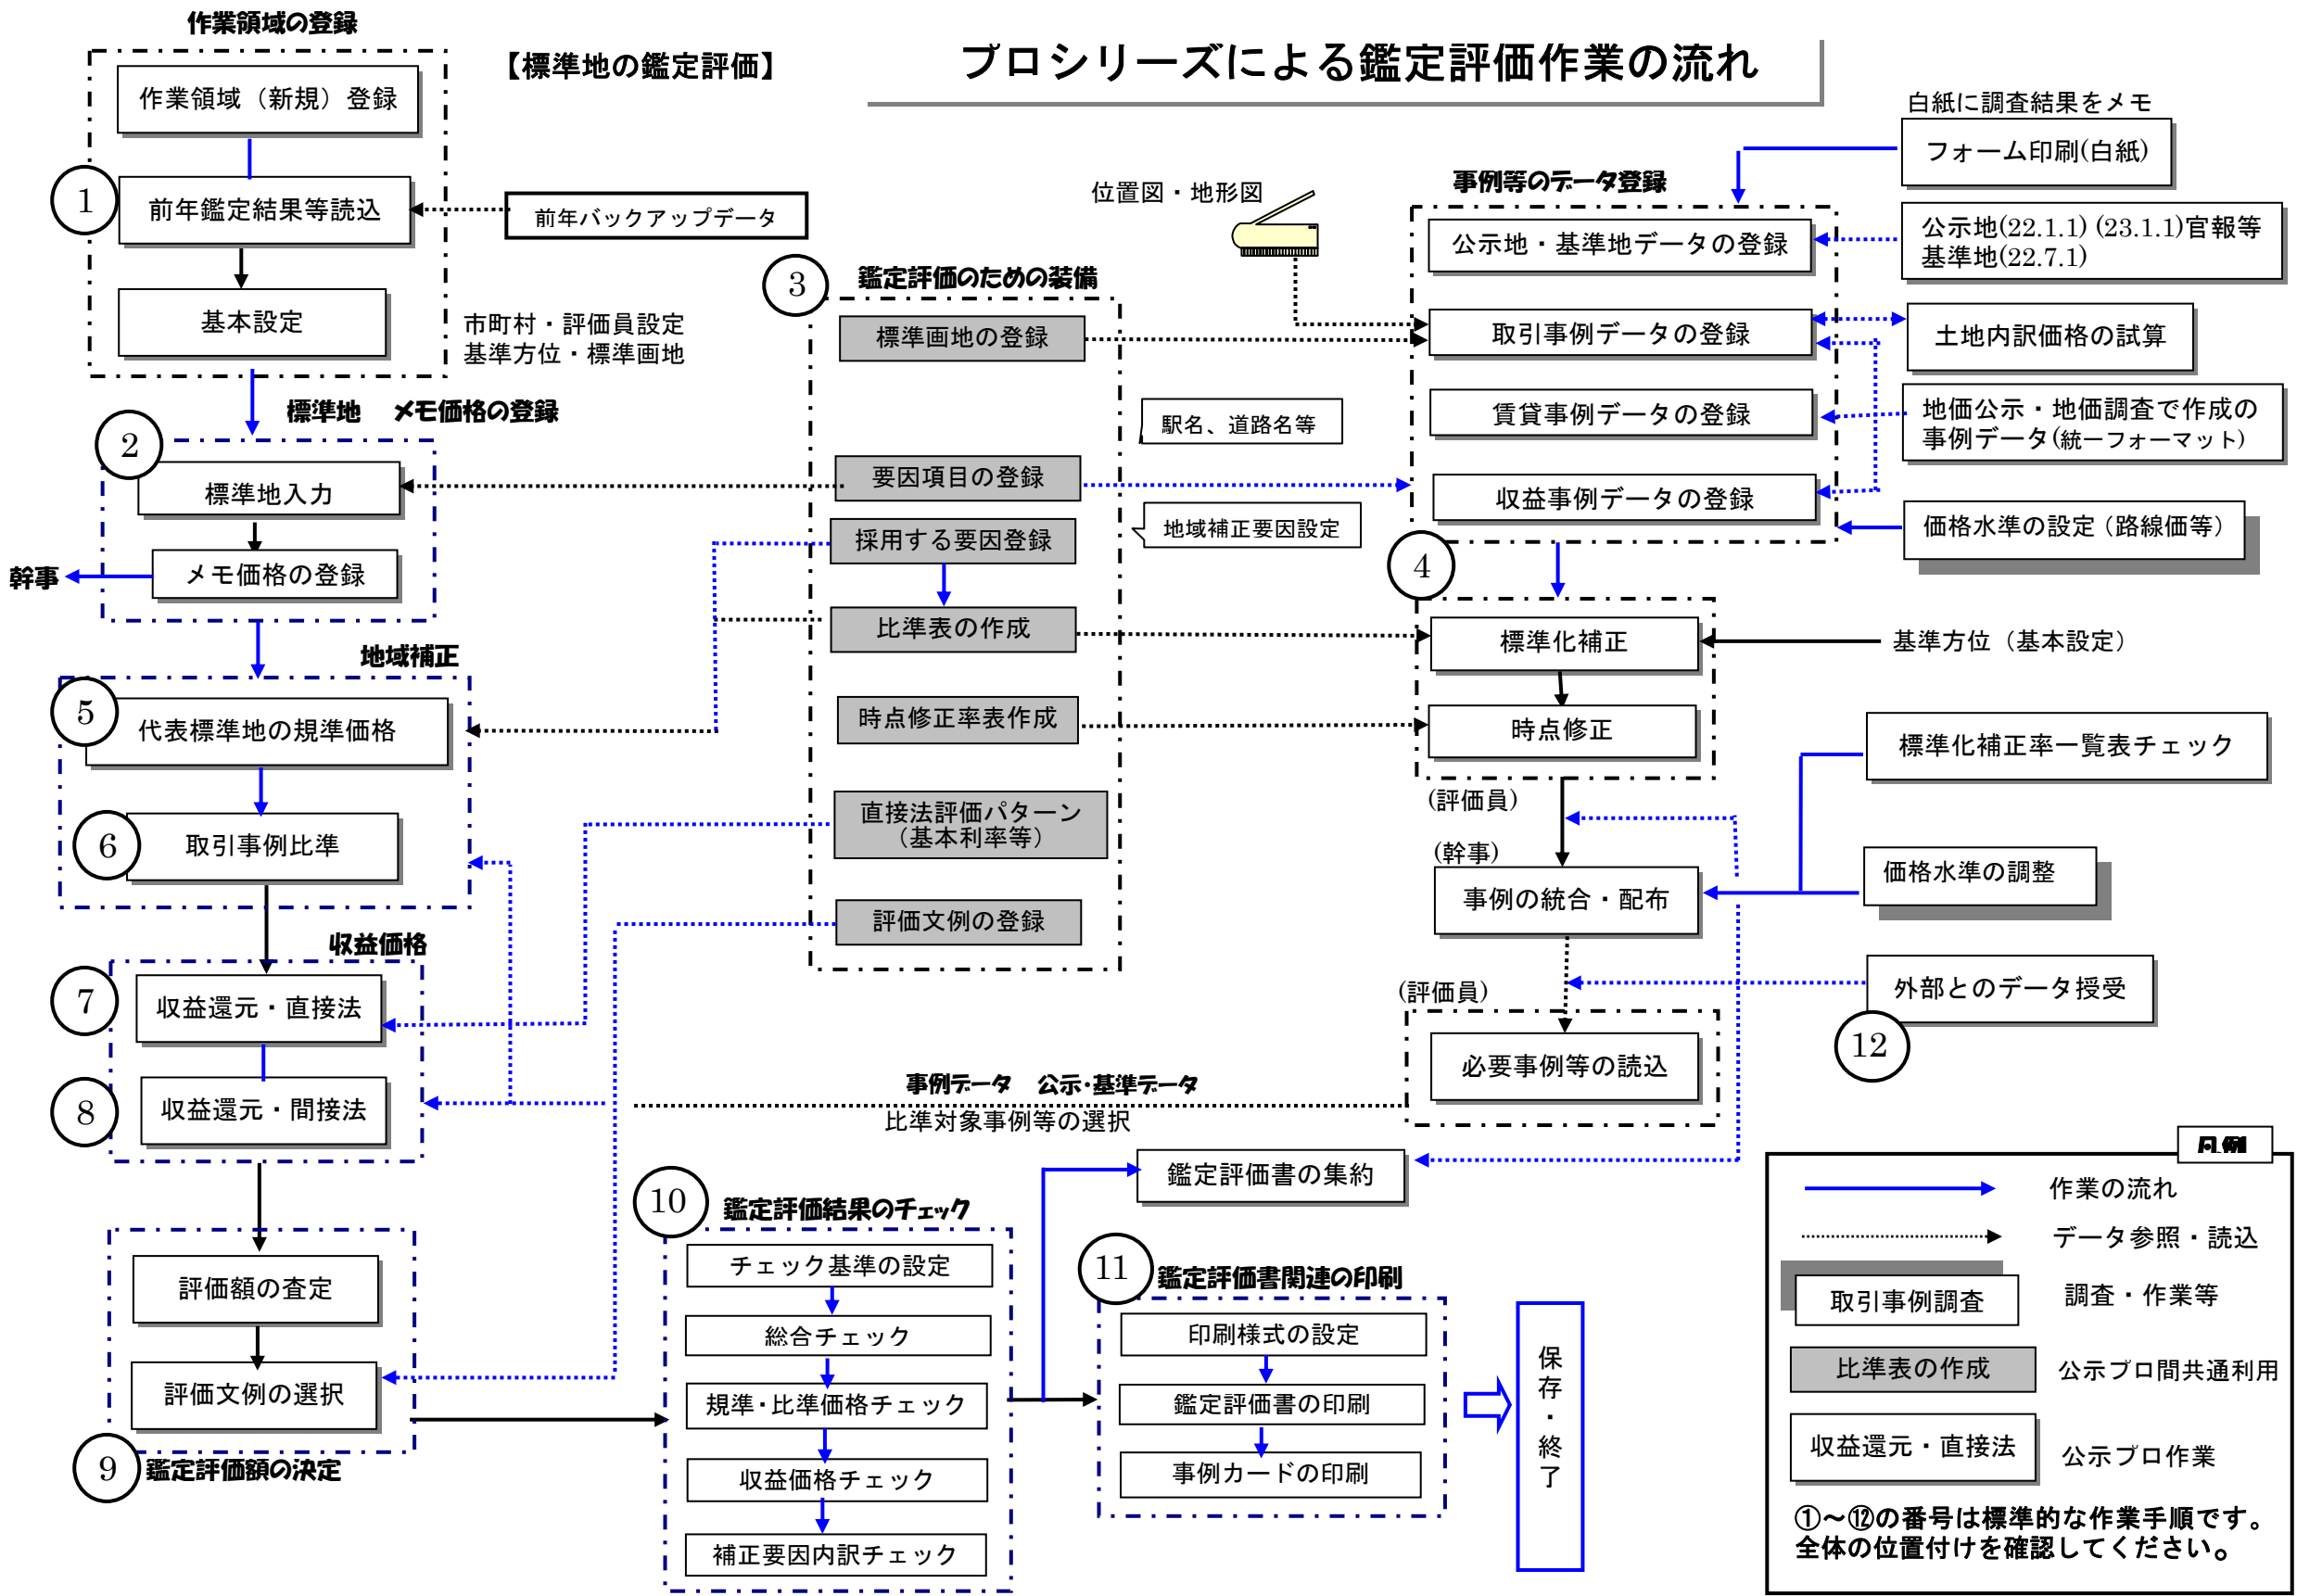 プロシリーズによる鑑定評価作業の流れ
【標準地の鑑定評価】
作業領域の登録
作業領域（新規）登録
1
前年鑑定結果等読込
前年バックアップデータ
基本設定
市町村・評価員設定
基準方位・標準画地
標準地　メモ価格の登録
2
標準地入力
メモ価格の登録
幹事
地域補正
5
代表標準地の規準価格
6
取引事例比準
収益価格
7
収益還元・直接法
8
収益還元・間接法
評価額の査定
評価文例の選択
9
鑑定評価額の決定
3
鑑定評価のための装備
標準画地の登録
要因項目の登録
採用する要因登録
比準表の作成
時点修正率表作成
直接法評価パターン
（基本利率等）
評価文例の登録
駅名、道路名等
地域補正要因設定
位置図・地形図
事例等のデータ登録
公示地・基準地データの登録
取引事例データの登録
賃貸事例データの登録
収益事例データの登録
白紙に調査結果をメモ
フォーム印刷(白紙)
公示地(22.1.1) (23.1.1)官報等
基準地(22.7.1)
土地内訳価格の試算
地価公示・地価調査で作成の
事例データ(統一フォーマット)
価格水準の設定（路線価等）
4
標準化補正
時点修正
基準方位（基本設定）
(評価員)
(幹事)
事例の統合・配布
標準化補正率一覧表チェック
価格水準の調整
外部とのデータ授受
12
(評価員)
必要事例等の読込
事例データ　公示・基準データ
比準対象事例等の選択
鑑定評価書の集約
10
鑑定評価結果のチェック
チェック基準の設定
総合チェック
規準・比準価格チェック
収益価格チェック
補正要因内訳チェック
11
鑑定評価書関連の印刷
印刷様式の設定
鑑定評価書の印刷
事例カードの印刷
保存・終了
凡例
作業の流れ
データ参照・読込
取引事例調査
調査・作業等
比準表の作成
公示プロ間共通利用
収益還元・直接法
公示プロ作業
①～⑫の番号は標準的な作業手順です。
全体の位置付けを確認してください。